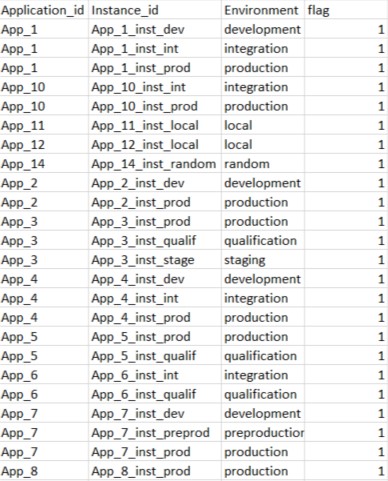 Application_id Instance_id Environment flag
App_1 App_1_inst_dev development 1
App_1 App_1_inst_int integration 1
App_1 App_1_inst_prod production 1
App_10 App_10_inst_int integration 1
App_10 App_10_inst_prod production 1
App_11 App_11_inst_local local 1
App_12 App_12_inst_local local 1
App_14 App_14_inst_random random 1
App_2 App_2_inst_dev development 1
App_2 App_2_inst_prod production 1
App_3 App_3_inst_prod production 1
App_3 App_3_inst_qualif qualification 1
App_3 App_3_inst_stage staging 1
App_4 App_4_inst_dev development 1
App_4 App_4_inst_int integration 1
App_4 App_4_inst_prod production 1
App_5 App_5_inst_prod production 1
App_5 App_5_inst_qualif qualification 1
App_6 App_6_inst_int integration 1
App_6 App_6_inst_qualif qualification 1
App_7 App_7_inst_dev development 1
App_7 App_7_inst_preprod preproduction 1
App_7 App_7_inst_prod production 1
App_8 App_8_inst_prod production 1